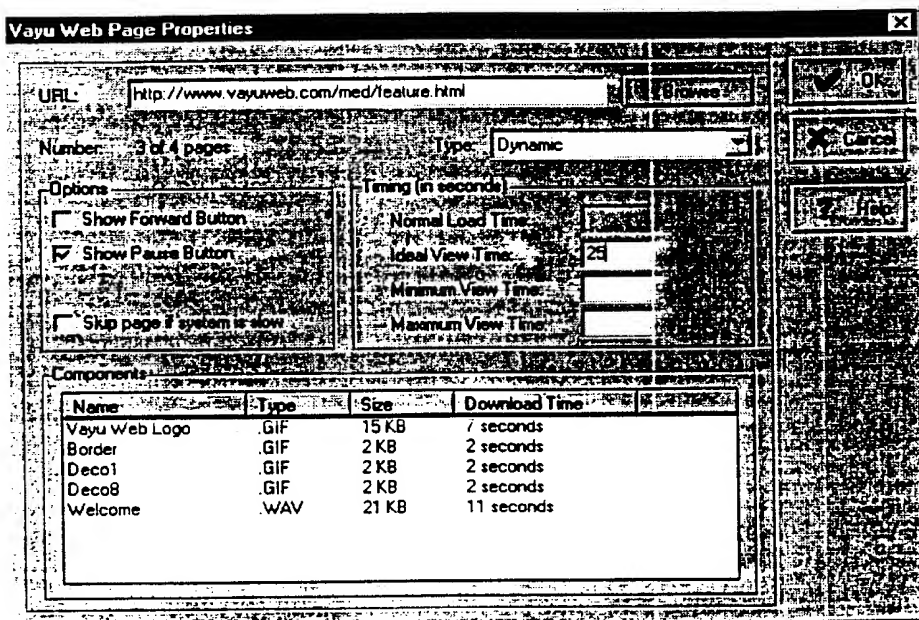 Vayu Web Page Properties
URL: http://www.vayuweb.com/med/feature.html Browse
OK
Number: 3 of 4 pages Type: Dynamic
Cancel
Options
Show Forward Button
Show Pause Button
Skip page if system is slow
Timing (in seconds)
Normal Load Time:
Ideal View Time: 25
Minimum View Time:
Maximum View Time:
? Help
Components
Name Type Size Download Time
Vayu Web Logo .GIF 15 KB 7 seconds
Border .GIF 2 KB 2 seconds
Deco1 .GIF 2 KB 2 seconds
Deco8 .GIF 2 KB 2 seconds
Welcome .WAV 21 KB 11 seconds